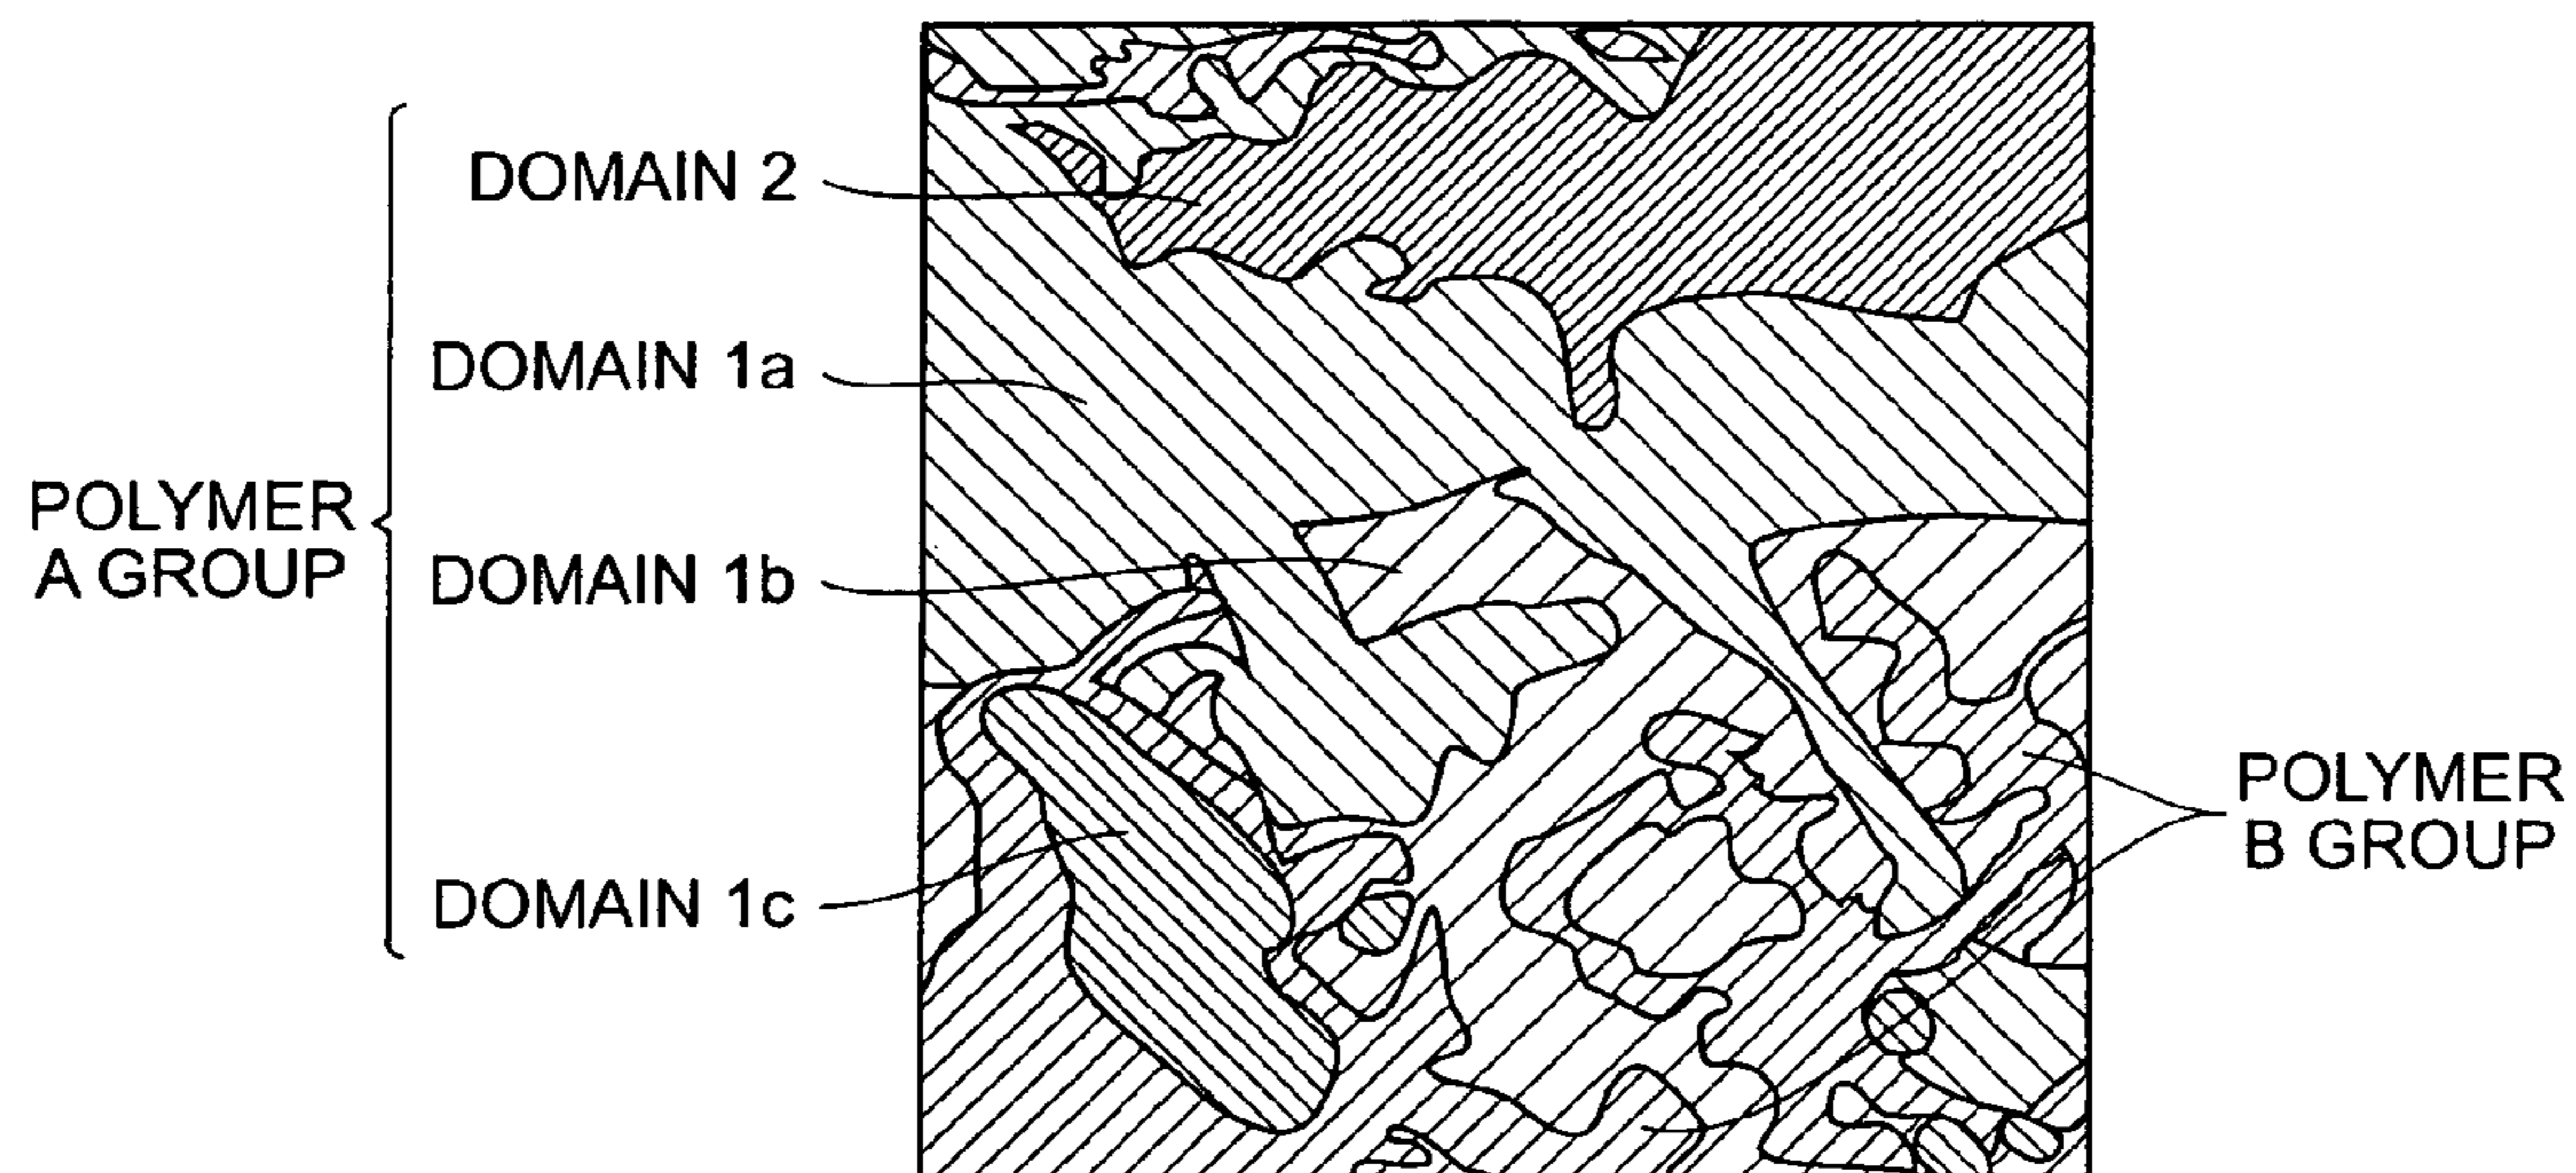 DOMAIN 2
DOMAIN 1a
POLYMER
A GROUP
DOMAIN 1b
DOMAIN 1c
POLYMER
B GROUP